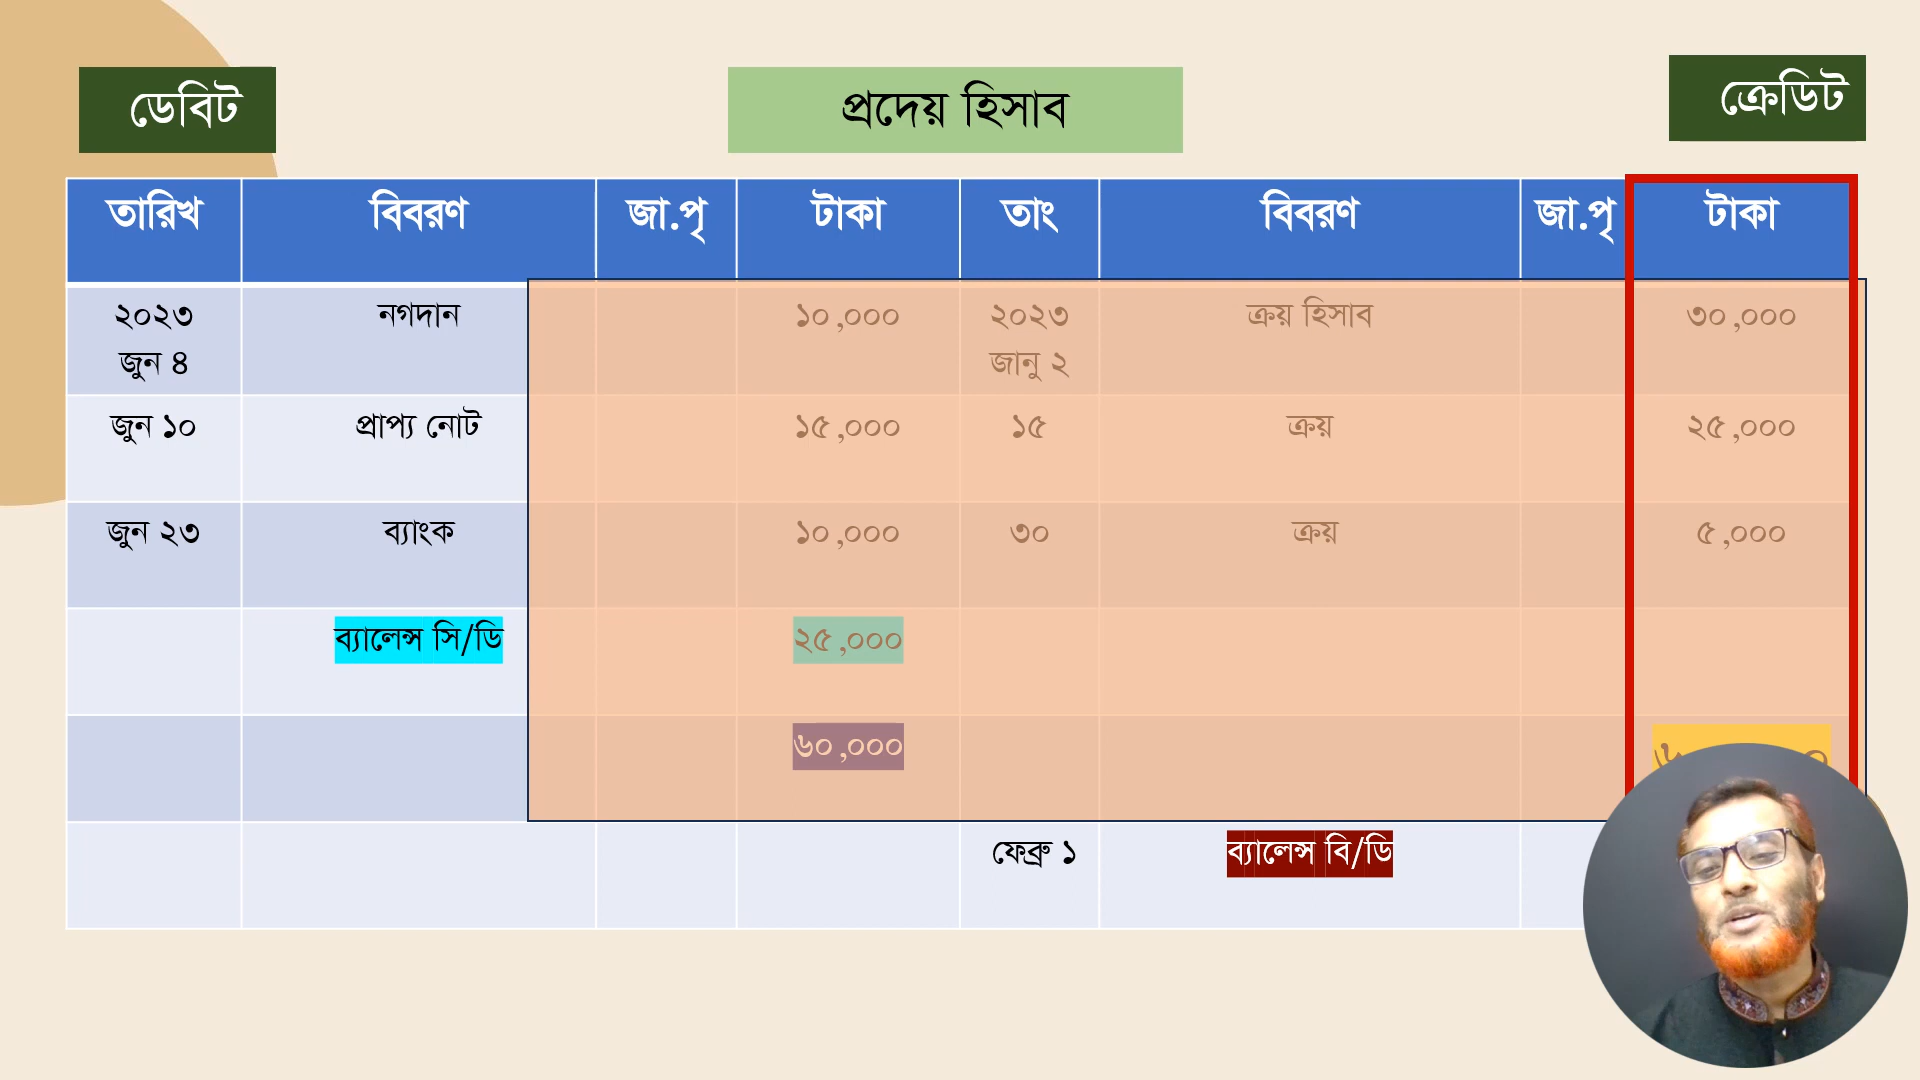 ডেবিট
প্রদেয় হিসাব
ক্রেডিট
তারিখ বিবরণ জা.পৃ টাকা তাং বিবরণ জা.পৃ টাকা
২০২৩ নগদান ১০,০০০ ২০২৩ ক্রয় হিসাব ৩০,০০০
জুন ৪ জানু ২
জুন ১০ প্রাপ্য নোট ১৫,০০০ ১৫ ক্রয় ২৫,০০০
জুন ২৩ ব্যাংক ১০,০০০ ৩০ ক্রয় ৫,০০০
ব্যালেন্স সি/ডি ২৫,০০০
৬০,০০০
ফেব্রু ১ ব্যালেন্স বি/ডি